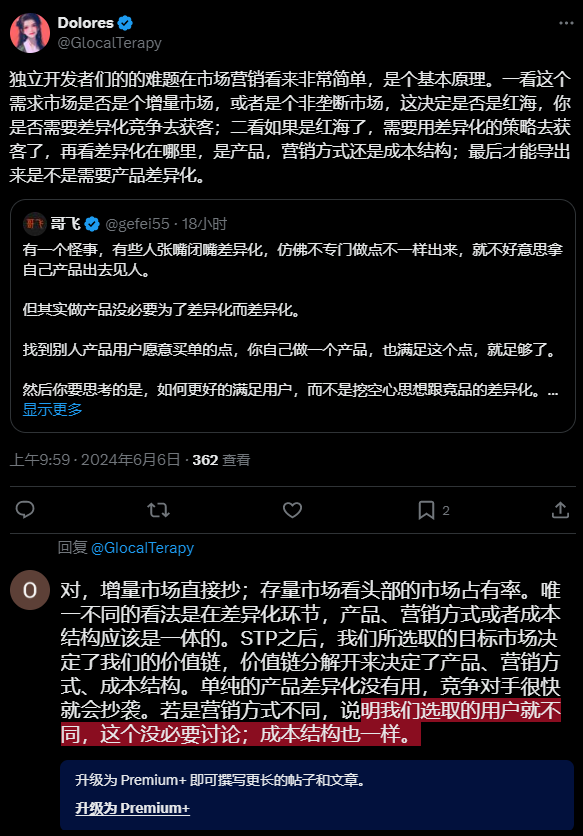 Dolores
@GlocalTerapy
独立开发者们的的难题在市场营销看来非常简单，是个基本原理。一看这个
需求市场是否是个增量市场，或者是个非垄断市场，这决定是否是红海，你
是否需要差异化竞争去获客；二看如果是红海了，需要用差异化的策略去获
客了，再看差异化在哪里，是产品，营销方式还是成本结构；最后才能导出
来是不是需要产品差异化。
哥飞 哥飞 @gefei55 · 18小时
有一个怪事，有些人张嘴闭嘴差异化，仿佛不专门做点不一样出来，就不好意思拿
自己产品出去见人。
但其实做产品没必要为了差异化而差异化。
找到别人产品用户愿意买单的点，你自己做一个产品，也满足这个点，就足够了。
然后你要思考的是，如何更好的满足用户，而不是挖空心思想跟竞品的差异化。...
显示更多
上午9:59 · 2024年6月6日 · 362 查看
2
回复 @GlocalTerapy
O
对，增量市场直接抄；存量市场看头部的市场占有率。唯
一不同的看法是在差异化环节，产品、营销方式或者成本
结构应该是一体的。STP之后，我们所选取的目标市场决
定了我们的价值链，价值链分解开来决定了产品、营销方
式、成本结构。单纯的产品差异化没有用，竞争对手很快
就会抄袭。若是营销方式不同，说明我们选取的用户就不
同，这个没必要讨论；成本结构也一样。
升级为 Premium+ 即可撰写更长的帖子和文章。
升级为 Premium+